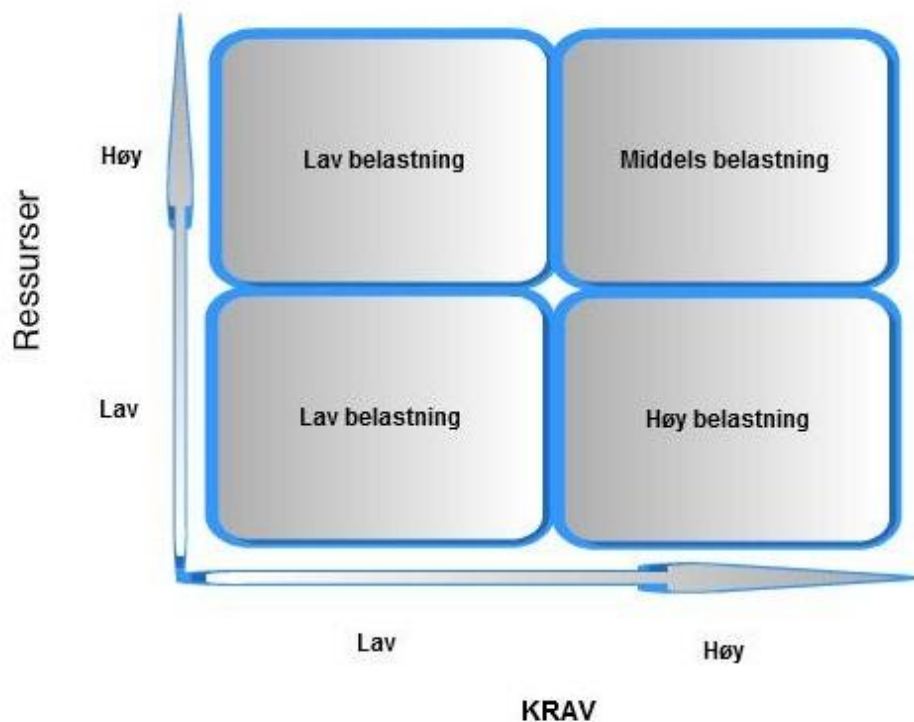 Ressurser
Høy
Lav belastning
Middels belastning
Lav
Lav belastning
Høy belastning
Lav
Høy
KRAV